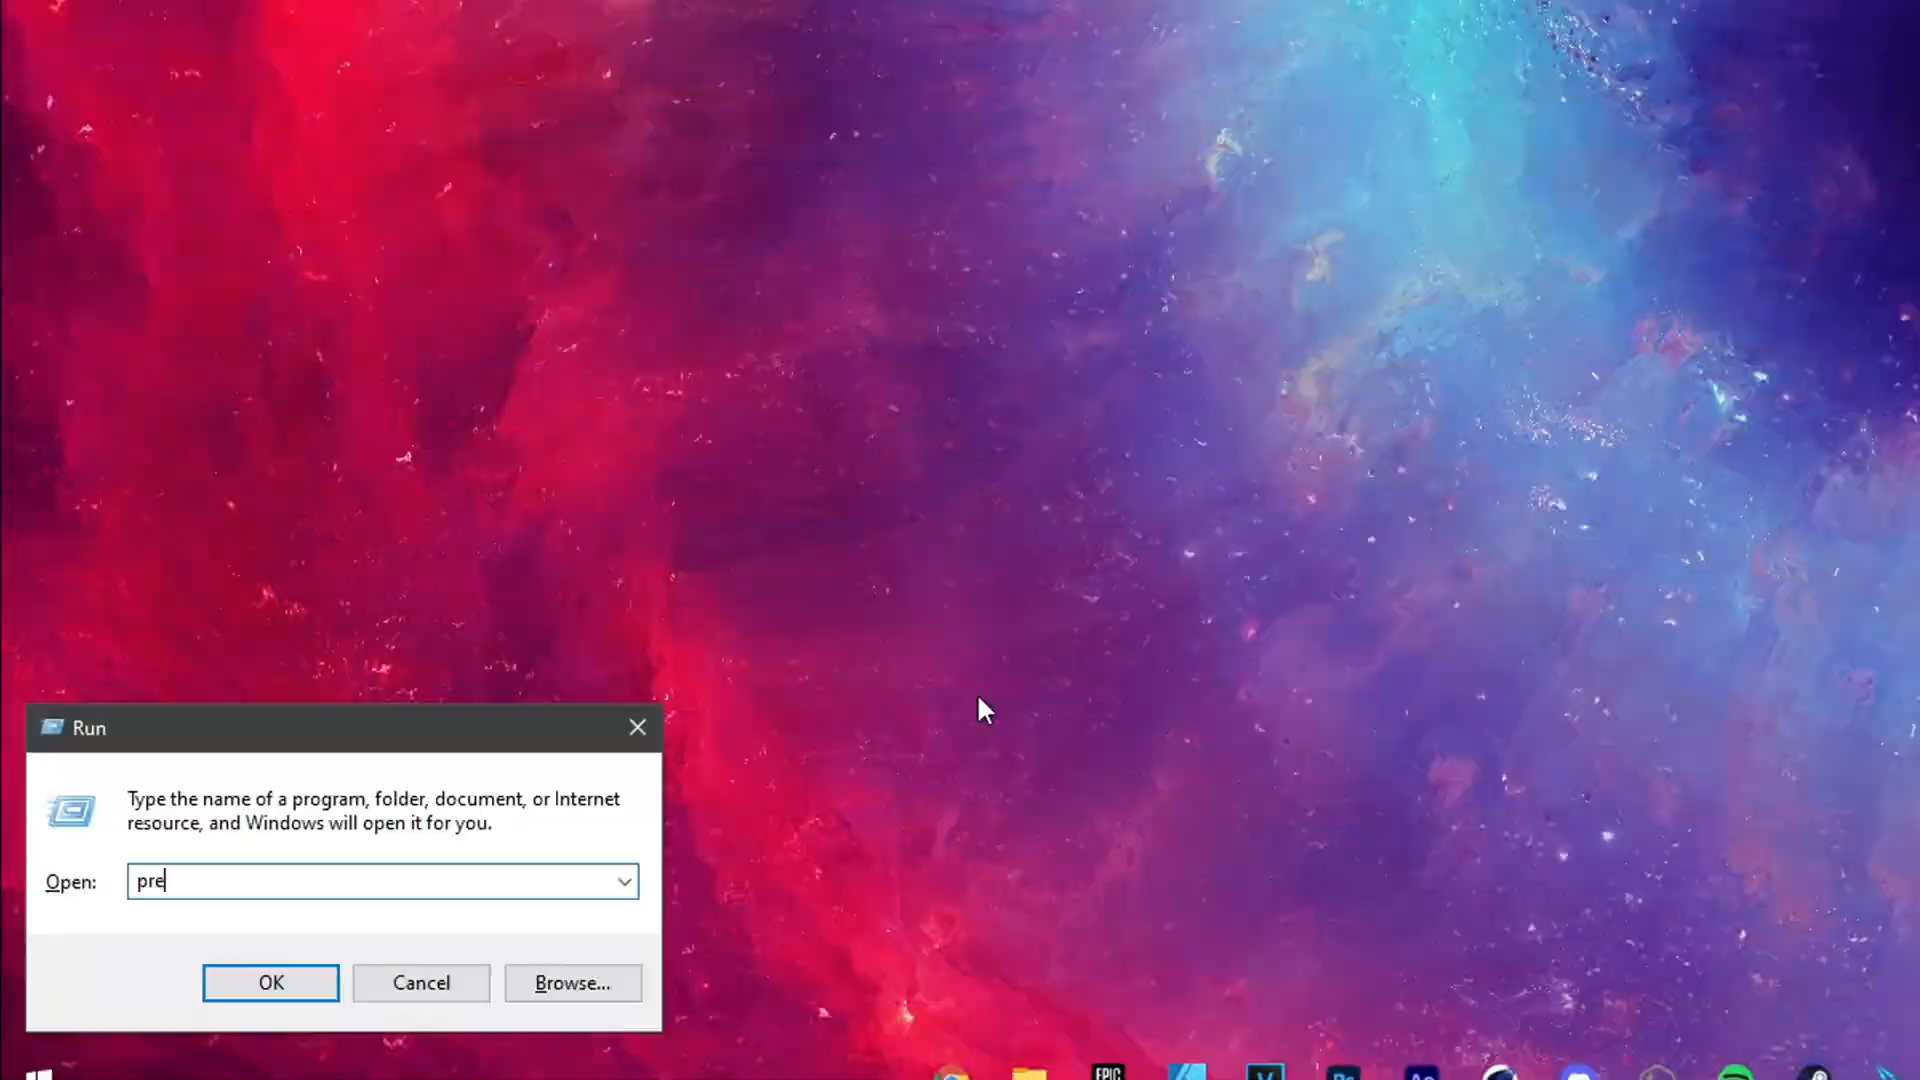 Run
Type the name of a program, folder, document, or Internet
resource, and Windows will open it for you.
Open: pre
OK Cancel Browse...
EPIC